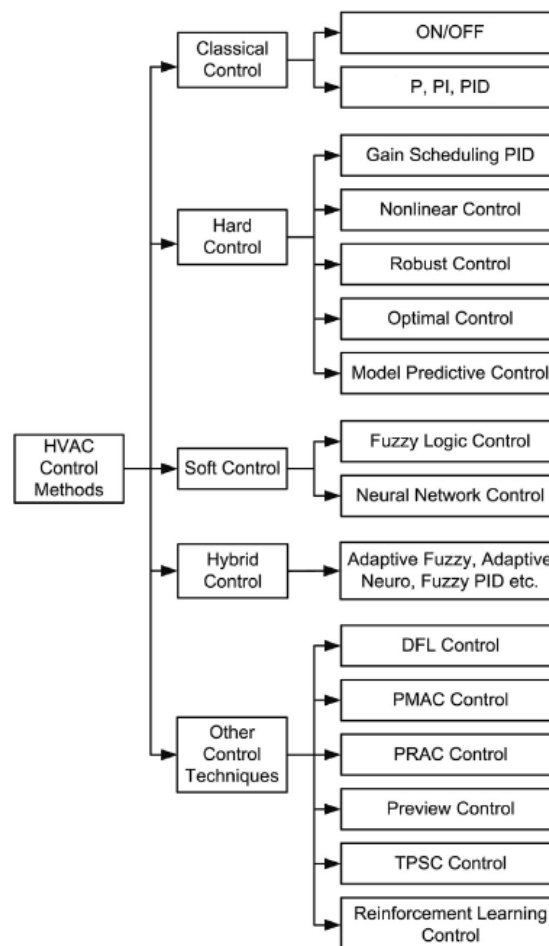 Classical
Control
ON/OFF
P, PI, PID
Hard
Control
Gain Scheduling PID
Nonlinear Control
Robust Control
Optimal Control
Model Predictive Control
HVAC
Control
Methods
Soft Control
Fuzzy Logic Control
Neural Network Control
Hybrid
Control
Adaptive Fuzzy, Adaptive
Neuro, Fuzzy PID etc.
Other
Control
Techniques
DFL Control
PMAC Control
PRAC Control
Preview Control
TPSC Control
Reinforcement Learning
Control